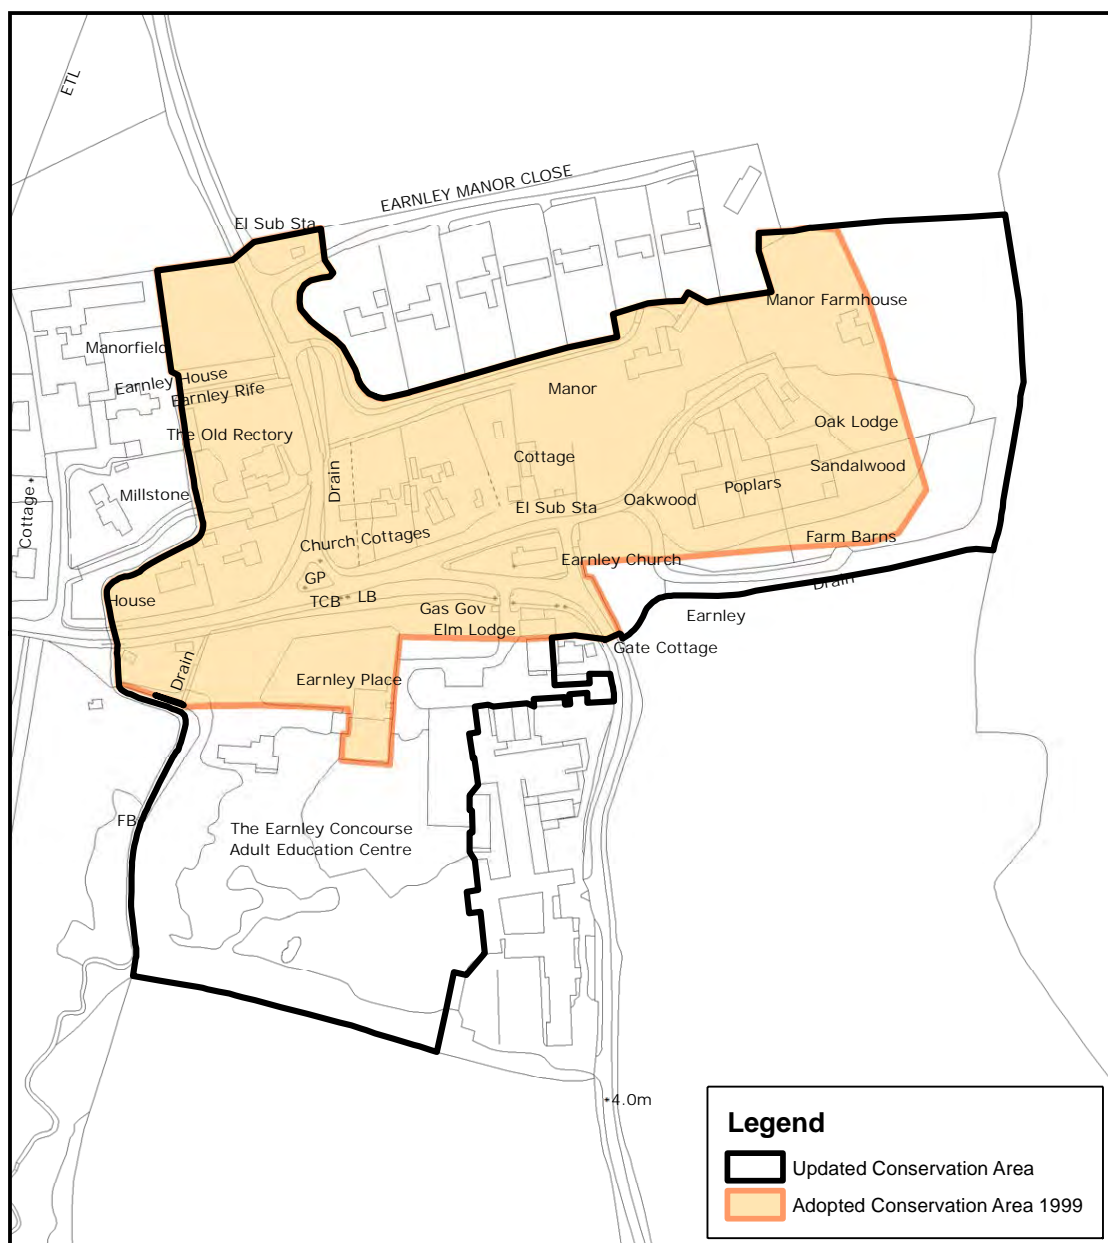 ETL
EARNLEY MANOR CLOSE
El Sub Sta
Manor Farmhouse
Manorfield
Earnley House
Earnley Rife
Manor
The Old Rectory
Oak Lodge
Cottage
Sandalwood
Drain
Poplars
Millstone
Cottage
Oakwood
El Sub Sta
Church Cottages
Farm Barns
Earnley Church
GP
Drain
House
TCB
LB
Gas Gov
Earnley
Elm Lodge
Gate Cottage
Drain
Earnley Place
FB
The Earnley Concourse
Adult Education Centre
4.0m
Legend
Updated Conservation Area
Adopted Conservation Area 1999